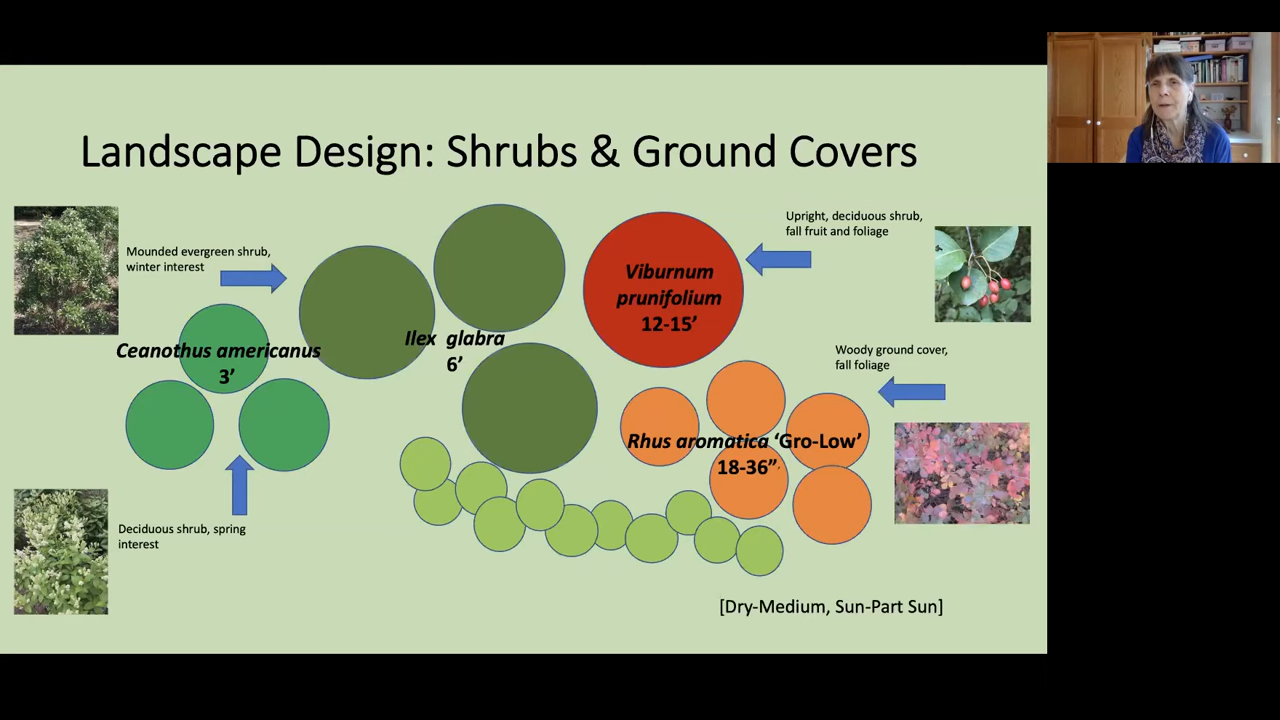 Landscape Design: Shrubs & Ground Covers
Mounded evergreen shrub,
winter interest
Upright, deciduous shrub,
fall fruit and foliage
Viburnum
prunifolium
12-15’
Ilex glabra
6’
Ceanothus americanus
3’
Woody ground cover,
fall foliage
Rhus aromatica ‘Gro-Low’
18-36”
Deciduous shrub, spring
interest
[Dry-Medium, Sun-Part Sun]